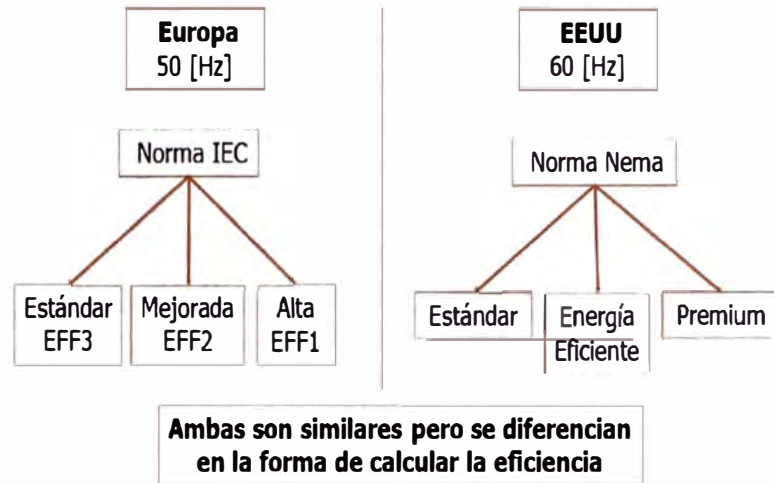 Europa
50 [Hz]
EEUU
60 [Hz]
Norma IEC
Norma Nema
Estándar
EFF3
Mejorada
EFF2
Alta
EFF1
Estándar
Energía
Eficiente
Premium
Ambas son similares pero se diferencian
en la forma de calcular la eficiencia